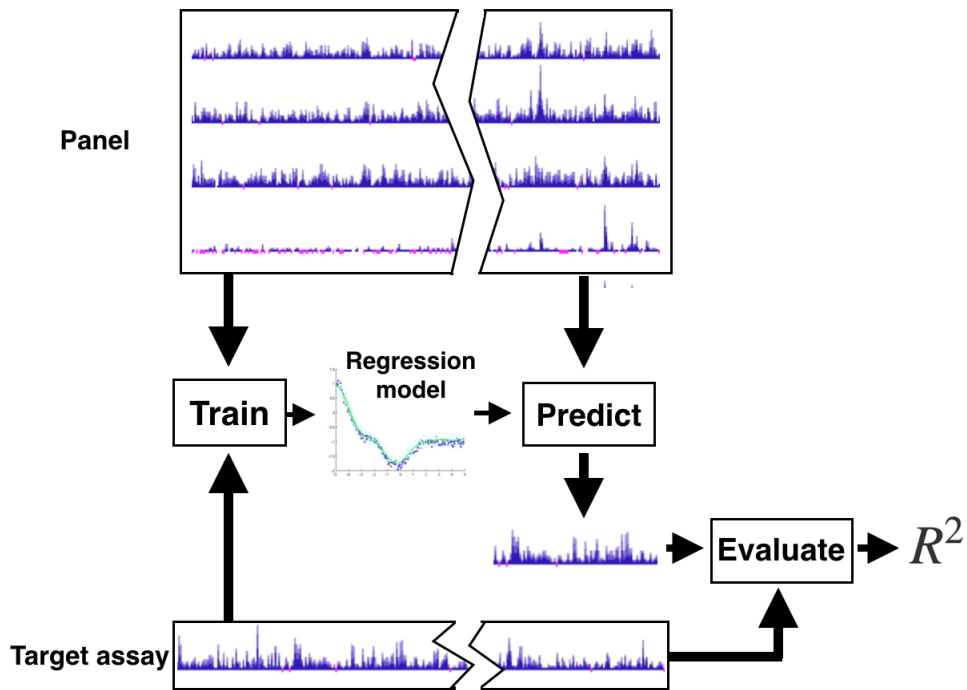 Panel
Regression
model
Train
Predict
Evaluate
R²
Target assay